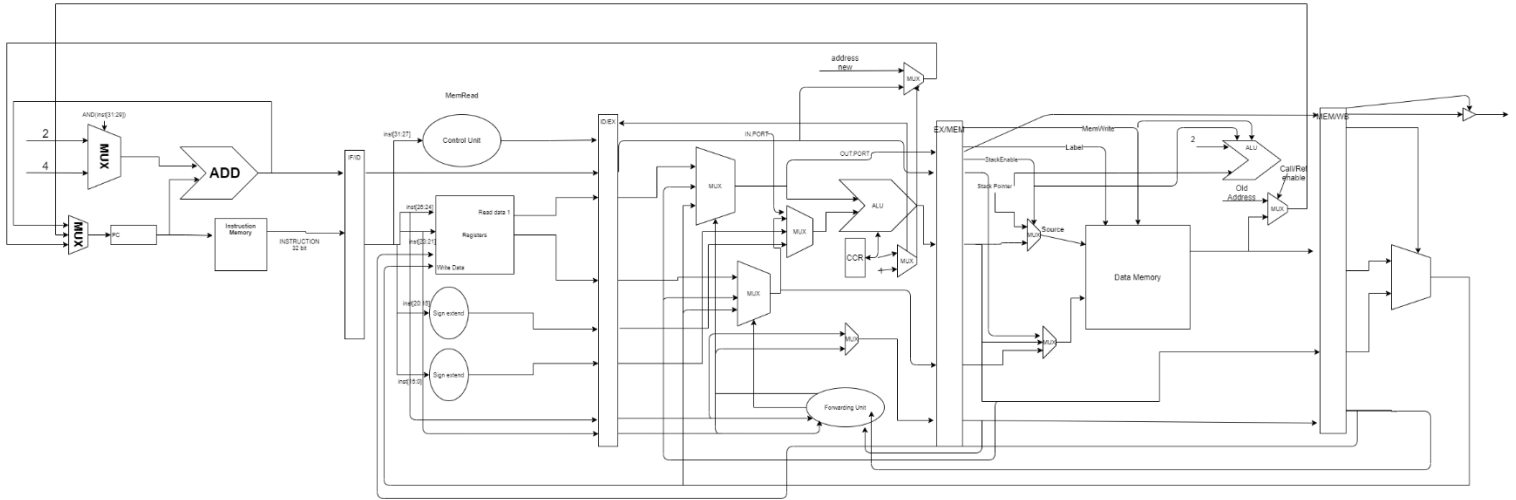 address
new
MUX
MemRead
AND(inst[31:29])
2
4
MUX
ADD
IF/ID
inst[31:27]
Control Unit
ID/EX
IN.PORT
MUX
OUT.PORT
EX/MEM
MemWrite
Label
StackEnable
Stack Pointer
2
ALU
Call/Ret
enable
Old
Address
MUX
MEM/WB
MUX
PC
Instruction
Memory
INSTRUCTION
32 bit
inst[26:24]
Read data 1
Registers
inst[23:21]
Write Data
MUX
ALU
CCR
MUX
MUX
Source
Data Memory
MUX
inst[20:16]
Sign extend
MUX
MUX
Sign extend
inst[15:0]
Forwarding Unit